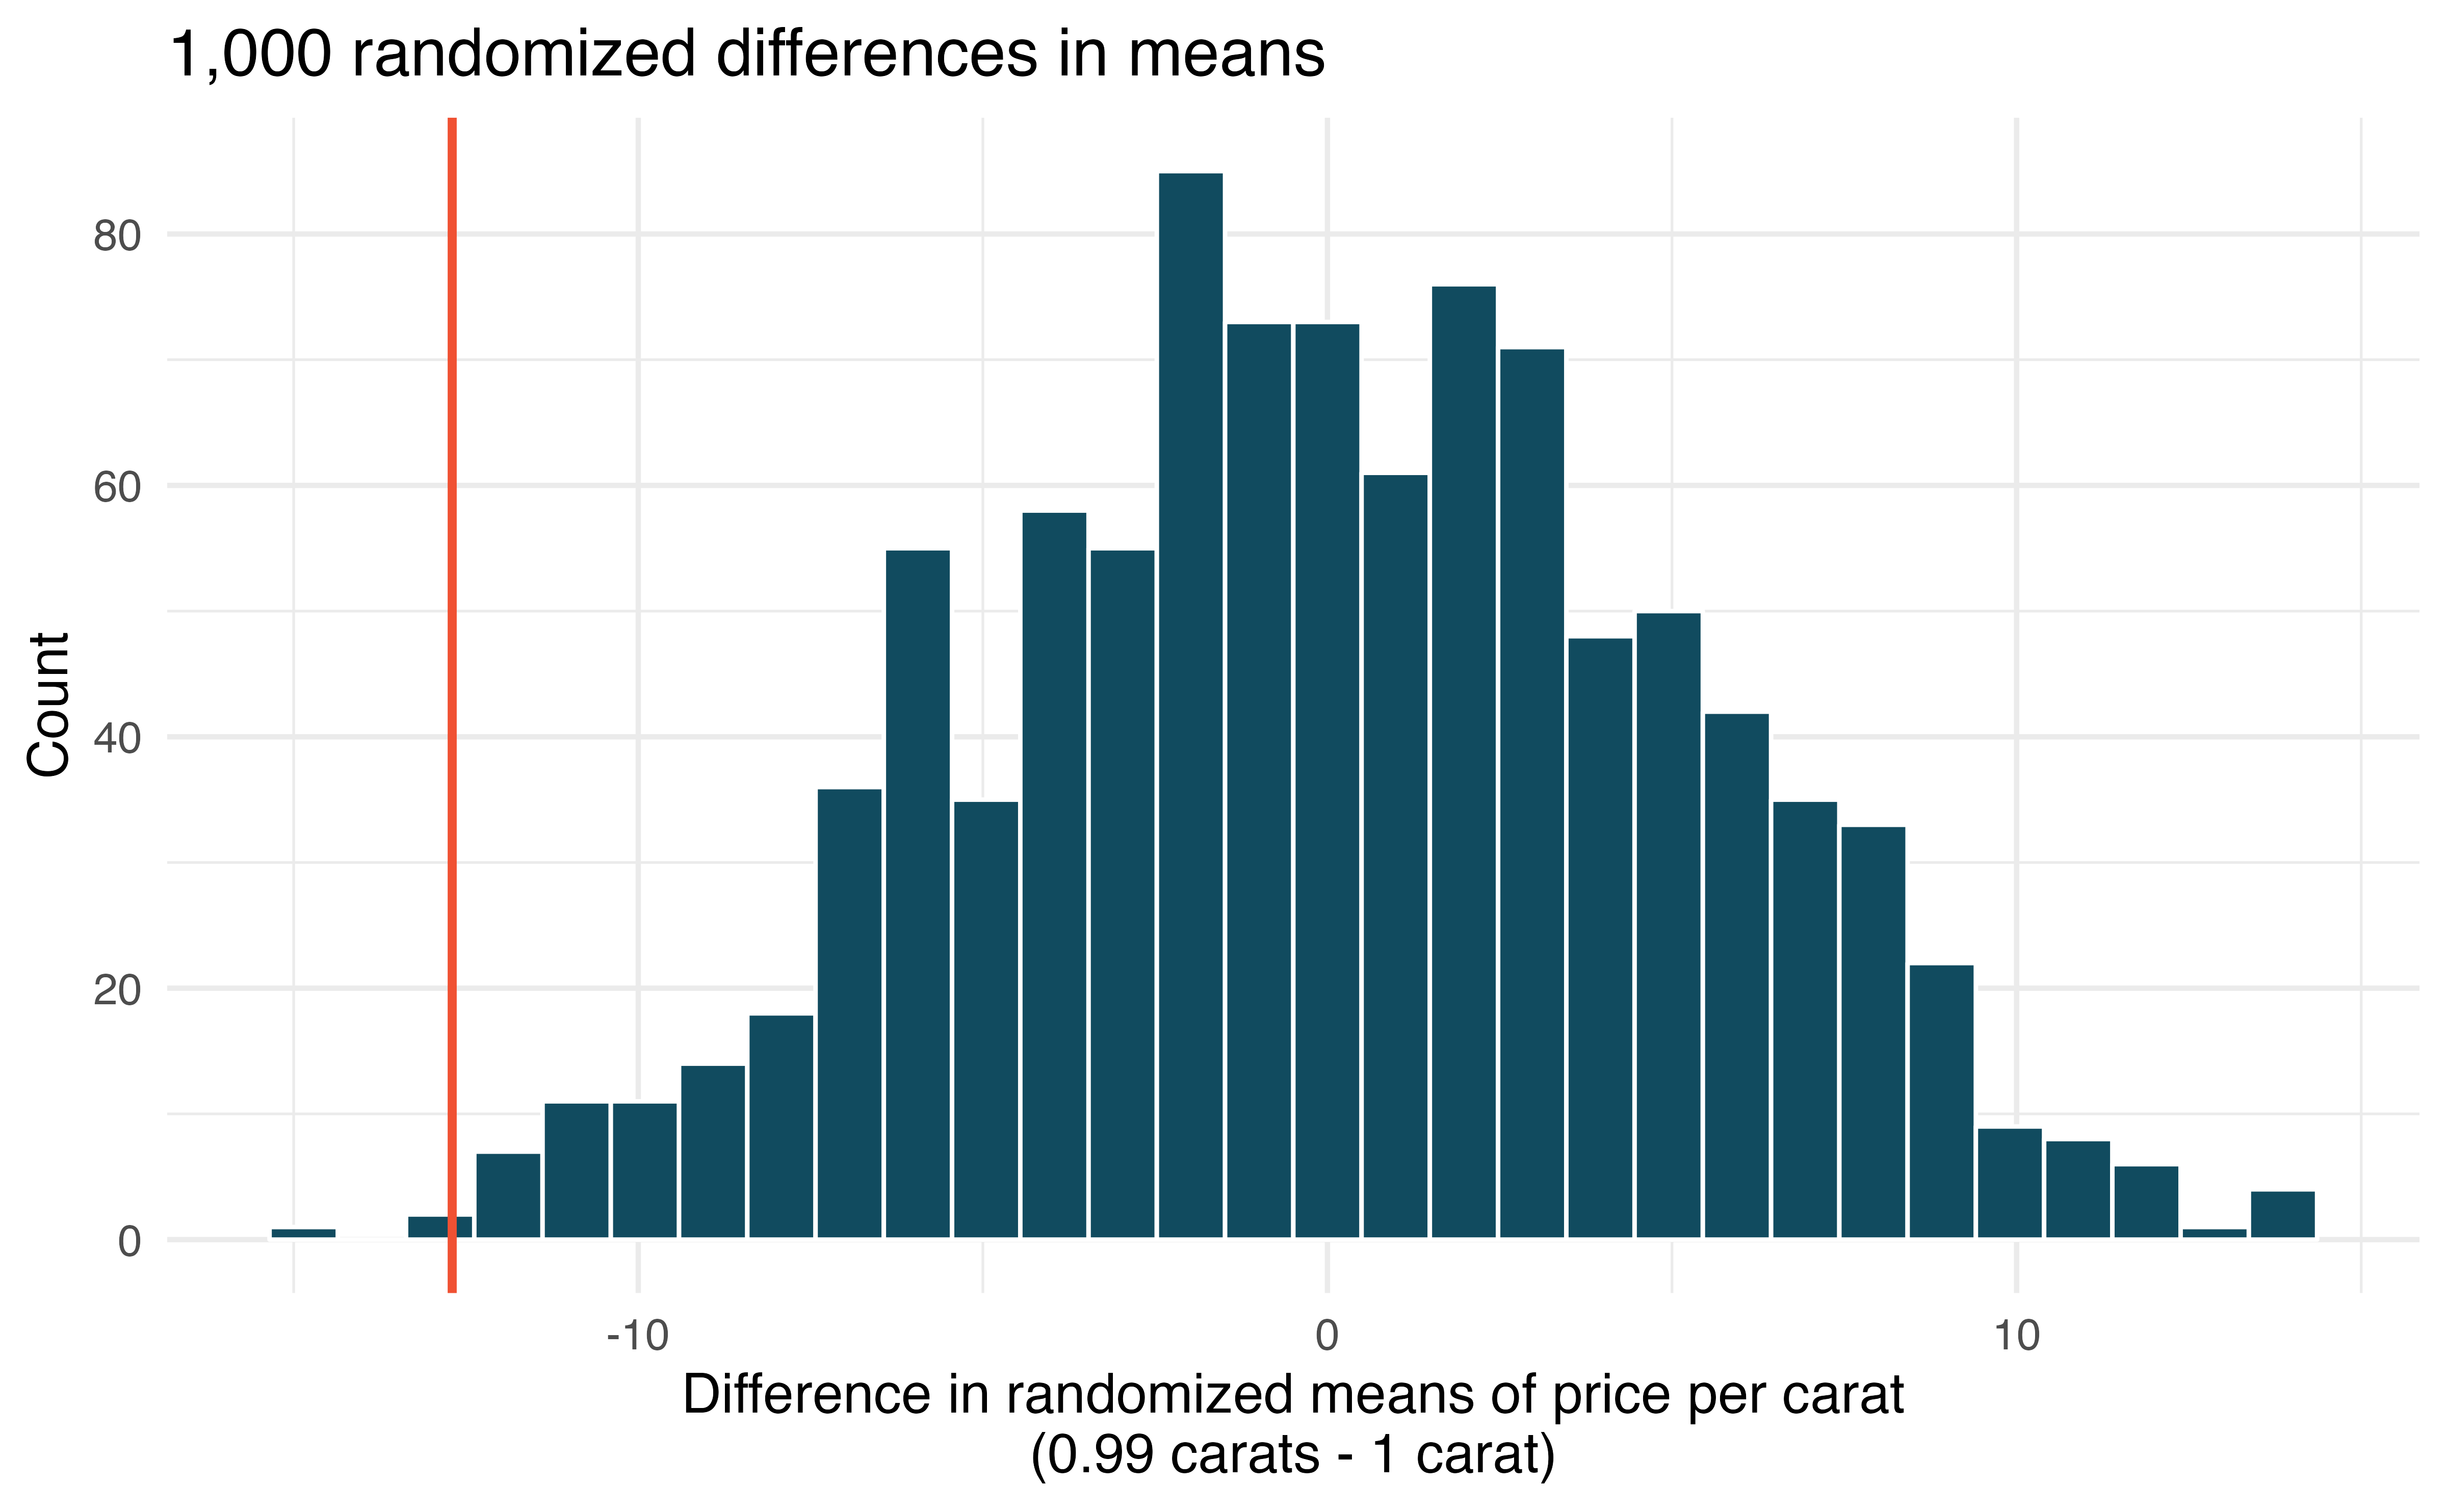 1,000 randomized differences in means
80
60
40
20
0
Count
-10
0
10
Difference in randomized means of price per carat
(0.99 carats - 1 carat)